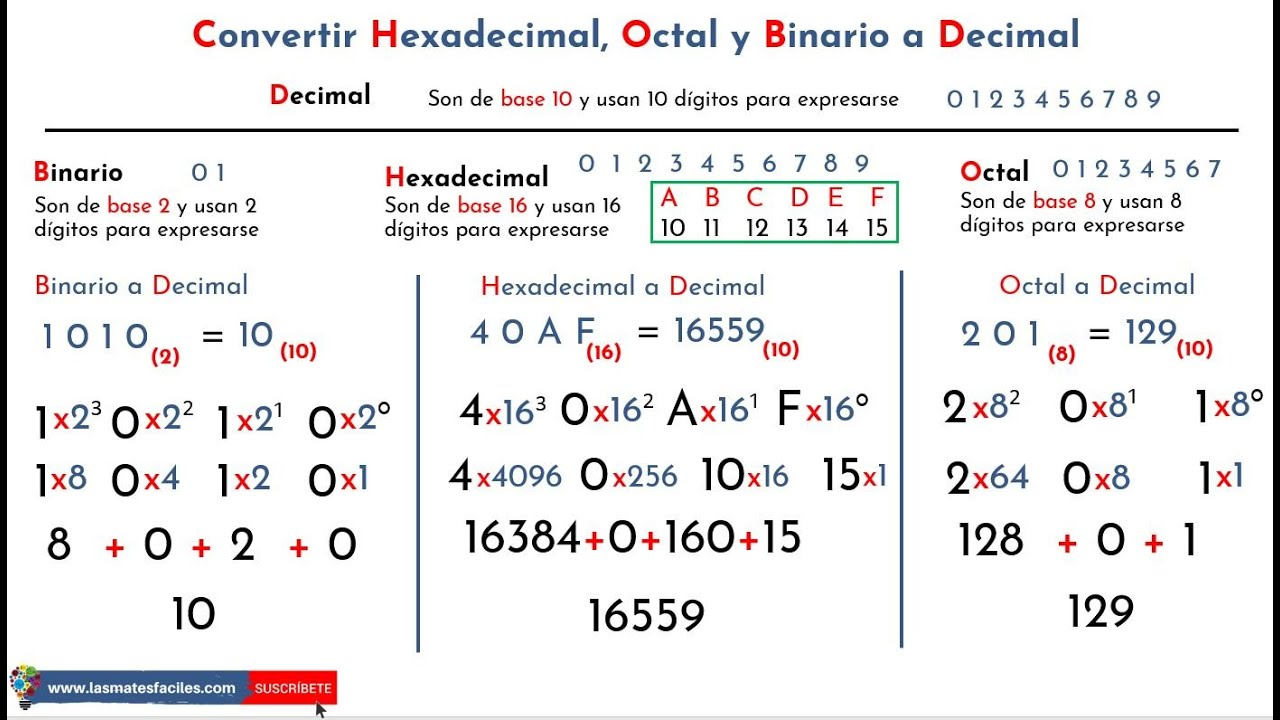 Convertir Hexadecimal, Octal y Binario a Decimal
Decimal Son de base 10 y usan 10 dígitos para expresarse 0 1 2 3 4 5 6 7 8 9
Binario 0 1
Son de base 2 y usan 2
dígitos para expresarse
Hexadecimal 0 1 2 3 4 5 6 7 8 9
Son de base 16 y usan 16
dígitos para expresarse
A B C D E F
10 11 12 13 14 15
Octal 0 1 2 3 4 5 6 7
Son de base 8 y usan 8
dígitos para expresarse
Binario a Decimal
1 0 1 0 (2) = 10 (10)
1x2³ 0x2² 1x2¹ 0x2⁰
1x8 0x4 1x2 0x1
8 + 0 + 2 + 0
10
Hexadecimal a Decimal
4 0 A F (16) = 16559 (10)
4x16³ 0x16² Ax16¹ Fx16⁰
4x4096 0x256 10x16 15x1
16384+0+160+15
16559
Octal a Decimal
2 0 1 (8) = 129 (10)
2x8² 0x8¹ 1x8⁰
2x64 0x8 1x1
128 + 0 + 1
129
www.lasmatesfaciles.com SUSCRÍBETE